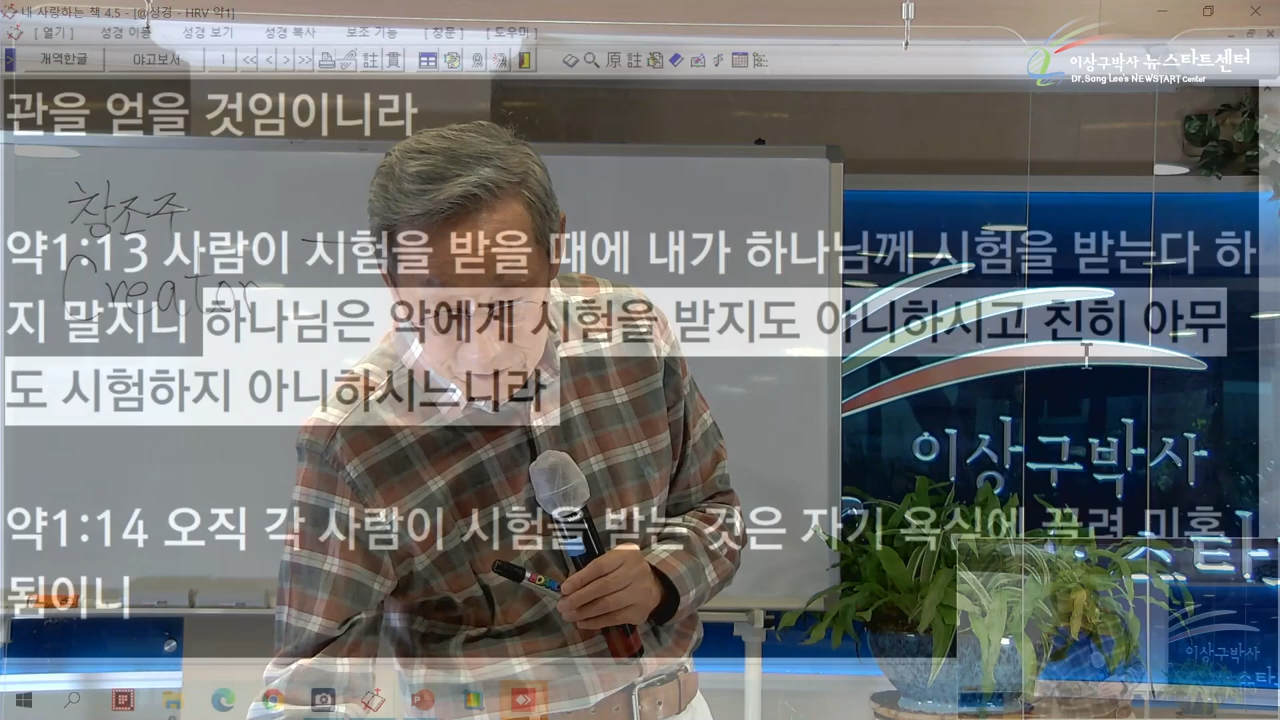 내 사랑하는 책 4.5 - [@성경 - HRV 약1]
[ 열기 ] 성경 이름 성경 보기 성경 복사 보조 기능 [ 창문 ] [ 도우미 ]
개역한글 야고보서 1 << < > >> 註 貫 原 註
이상구박사 뉴스타트센터
Dr. Sang Lee's NEWSTART Center
관을 얻을 것임이니라
창조주
Creator
약1:13 사람이 시험을 받을 때에 내가 하나님께 시험을 받는다 하
지 말지니 하나님은 악에게 시험을 받지도 아니하시고 친히 아무
도 시험하지 아니하시느니라
이상구박사
약1:14 오직 각 사람이 시험을 받는 것은 자기 욕심에 끌려 미혹
됨이니
스타
이상구박사
스타